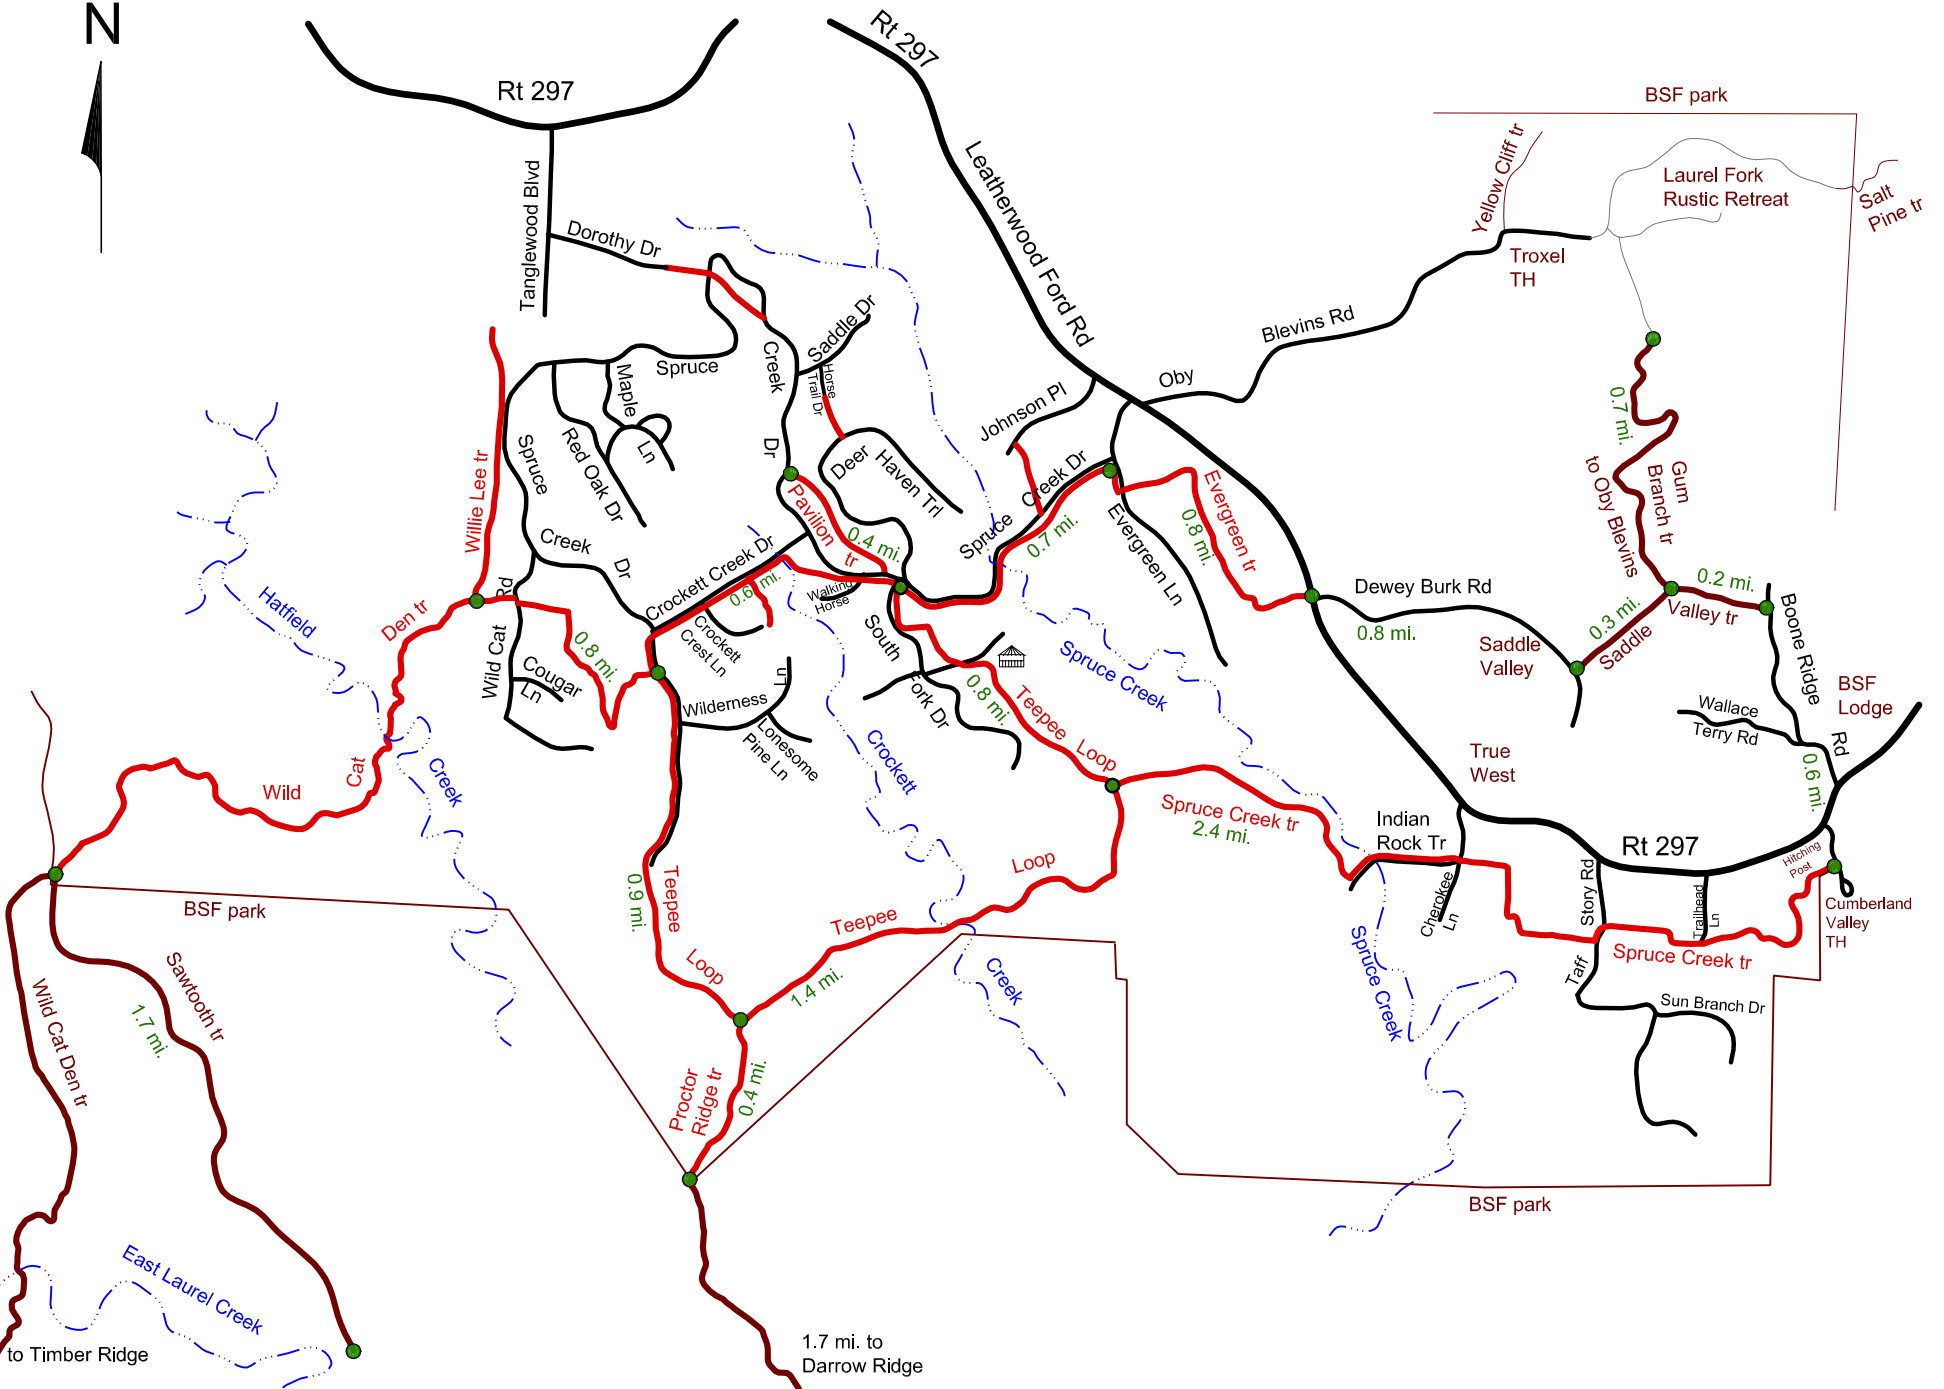 N
Rt 297
Rt 297
BSF park
Tanglewood Blvd
Dorothy Dr
Leatherwood Ford Rd
Yellow Cliff tr
Laurel Fork
Rustic Retreat
Salt
Pine tr
Troxel
TH
Saddle Dr
Blevins Rd
Oby
Creek
Dr
Spruce
Maple
Ln
Horse
Trail Dr
Johnson Pl
0.7 mi.
Gum
Branch tr
to Oby Blevins
Red Oak Dr
Spruce
Creek
Dr
Willie Lee tr
Deer
Haven Trl
Pavilion
tr
0.4 mi.
Spruce
Creek Dr
0.7 mi.
Evergreen tr
0.8 mi.
Evergreen Ln
Crockett Creek Dr
0.6 mi.
Walking
Horse
Dewey Burk Rd
0.8 mi.
0.2 mi.
Valley tr
0.3 mi.
Saddle
Saddle
Valley
Boone Ridge
Rd
BSF
Lodge
Hatfield
Creek
Den tr
Wild Cat
Rd
0.8 mi.
Cougar
Ln
Crockett
Crest Ln
Wilderness
Ln
Lonesome
Pine Ln
South
Fork Dr
0.8 mi.
Teepee
Loop
Spruce Creek
Wallace
Terry Rd
0.6 mi.
True
West
Wild
Cat
Crockett
Creek
Spruce Creek tr
2.4 mi.
Indian
Rock Tr
Cherokee
Ln
Rt 297
Story Rd
Trailhead
Ln
Hitching
Post
Cumberland
Valley
TH
BSF park
Teepee
0.9 mi.
Loop
Teepee
Loop
1.4 mi.
Spruce Creek
Spruce Creek tr
Taff
Sun Branch Dr
Sawtooth tr
1.7 mi.
Wild Cat Den tr
Proctor
Ridge tr
0.4 mi.
BSF park
East Laurel Creek
to Timber Ridge
1.7 mi. to
Darrow Ridge